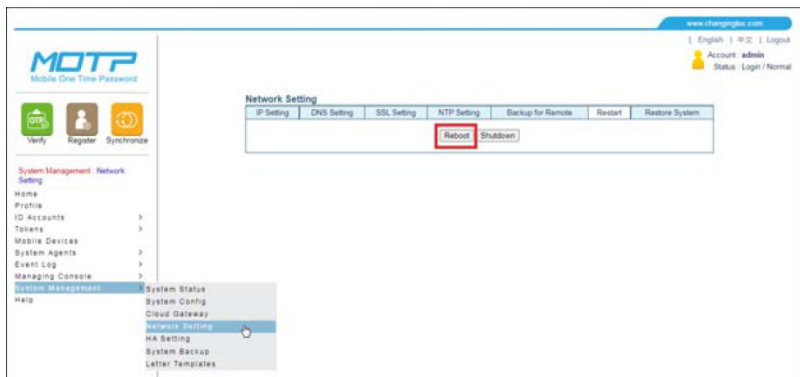 www.changingtec.com
[ English | 中文 | Logout
Account : admin
Status : Login / Normal
MOTP
Mobile One Time Password
OTP
Verify Register Synchronize
Network Setting
IP Setting DNS Setting SSL Setting NTP Setting Backup for Remote Restart Restore System
Reboot Shutdown
System Management : Network
Setting
Home
Profile
ID Accounts >
Tokens >
Mobile Devices
System Agents >
Event Log >
Managing Console >
System Management >
Help
System Status
System Config
Cloud Gateway
Network Setting
HA Setting
System Backup
Letter Templates